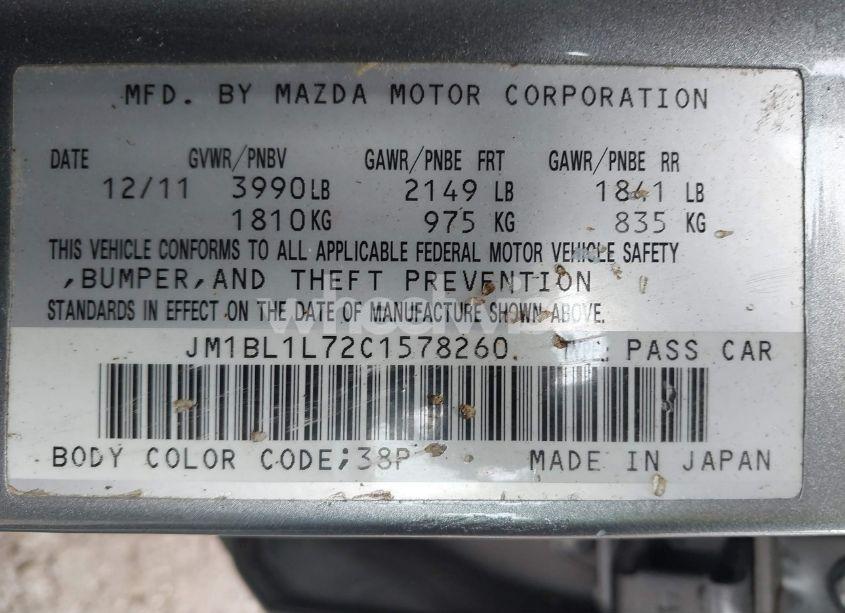 MFD. BY MAZDA MOTOR CORPORATION
DATE GVWR/PNBV GAWR/PNBE FRT GAWR/PNBE RR
12/11 3990LB 2149 LB 1841 LB
1810KG 975 KG 835 KG
THIS VEHICLE CONFORMS TO ALL APPLICABLE FEDERAL MOTOR VEHICLE SAFETY
,BUMPER,AND THEFT PREVENTION
STANDARDS IN EFFECT ON THE DATE OF MANUFACTURE SHOWN ABOVE.
JM1BL1L72C1578260. TYPE: PASS CAR
BODY COLOR CODE;38P MADE IN JAPAN